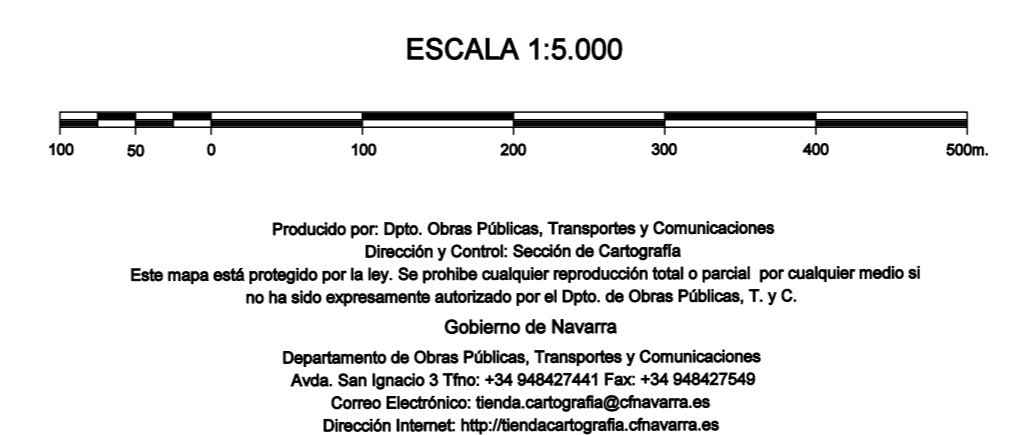 ESCALA 1:5.000
100 50 0 100 200 300 400 500m.
Producido por: Dpto. Obras Públicas, Transportes y Comunicaciones
Dirección y Control: Sección de Cartografía
Este mapa está protegido por la ley. Se prohibe cualquier reproducción total o parcial por cualquier medio si
no ha sido expresamente autorizado por el Dpto. de Obras Públicas, T. y C.
Gobierno de Navarra
Departamento de Obras Públicas, Transportes y Comunicaciones
Avda. San Ignacio 3 Tfno: +34 948427441 Fax: +34 948427549
Correo Electrónico: tienda.cartografia@cfnavarra.es
Dirección Internet: http://tiendacartografia.cfnavarra.es